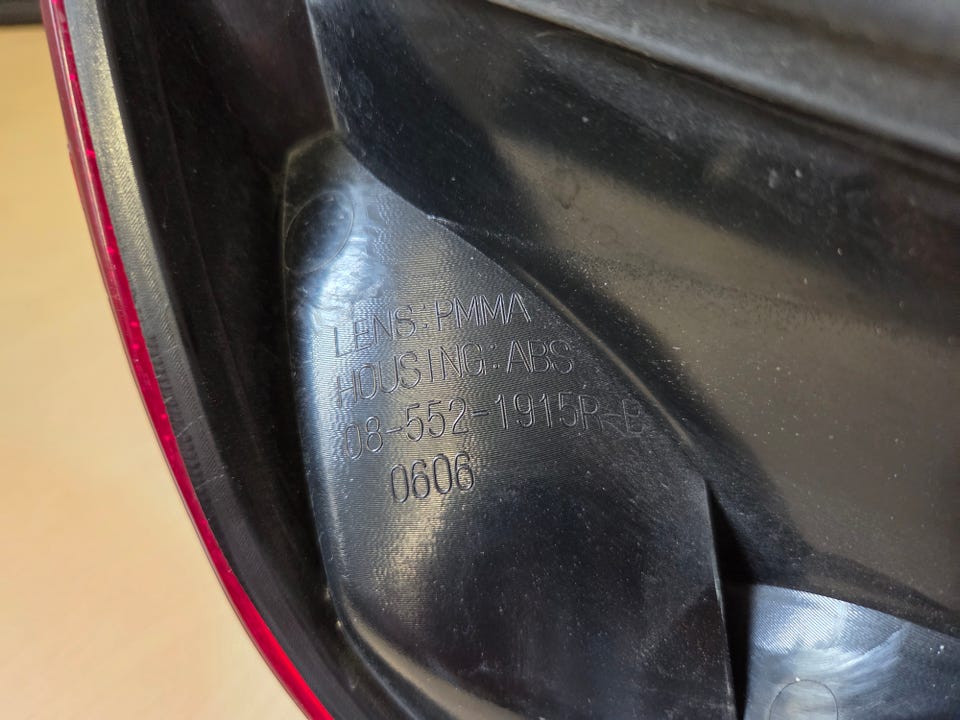 LENS:PMMA
HOUSING:ABS
08-552-1915R-B
0606